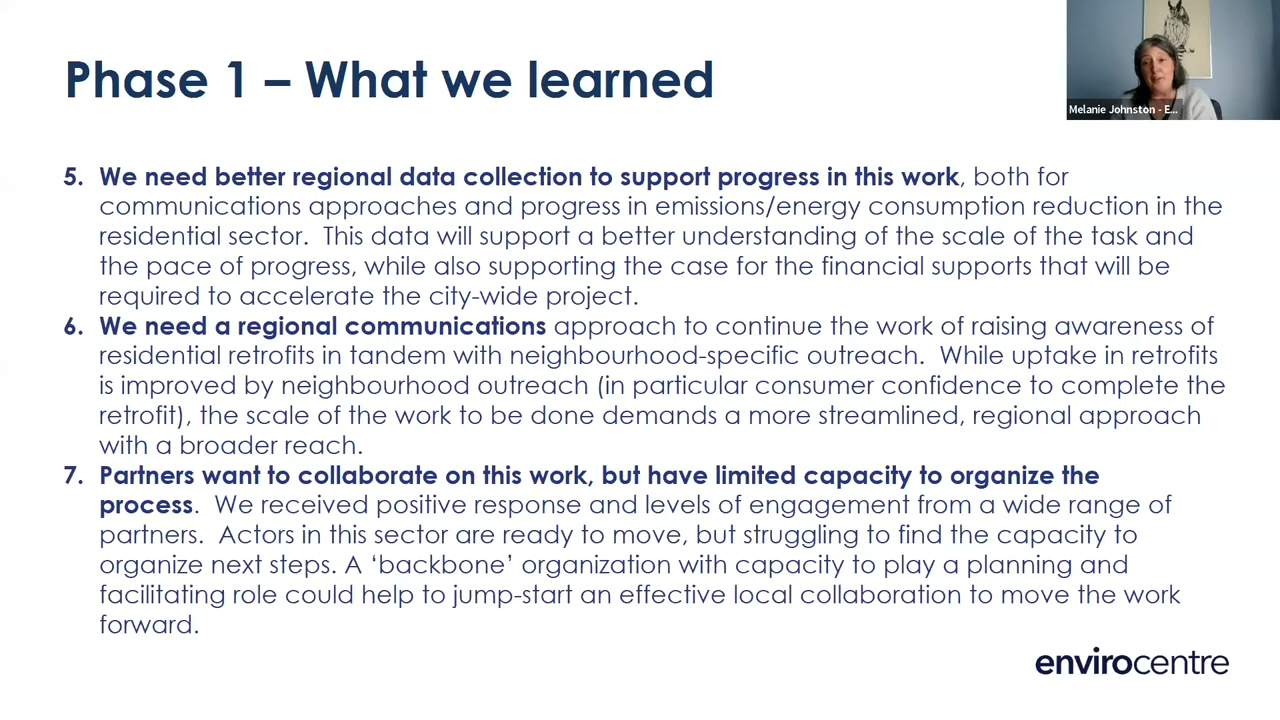 Phase 1 – What we learned
Melanie Johnston - E...
5. We need better regional data collection to support progress in this work, both for
communications approaches and progress in emissions/energy consumption reduction in the
residential sector.  This data will support a better understanding of the scale of the task and
the pace of progress, while also supporting the case for the financial supports that will be
required to accelerate the city-wide project.
6. We need a regional communications approach to continue the work of raising awareness of
residential retrofits in tandem with neighbourhood-specific outreach.  While uptake in retrofits
is improved by neighbourhood outreach (in particular consumer confidence to complete the
retrofit), the scale of the work to be done demands a more streamlined, regional approach
with a broader reach.
7. Partners want to collaborate on this work, but have limited capacity to organize the
process.  We received positive response and levels of engagement from a wide range of
partners.  Actors in this sector are ready to move, but struggling to find the capacity to
organize next steps. A ‘backbone’ organization with capacity to play a planning and
facilitating role could help to jump-start an effective local collaboration to move the work
forward.
envirocentre